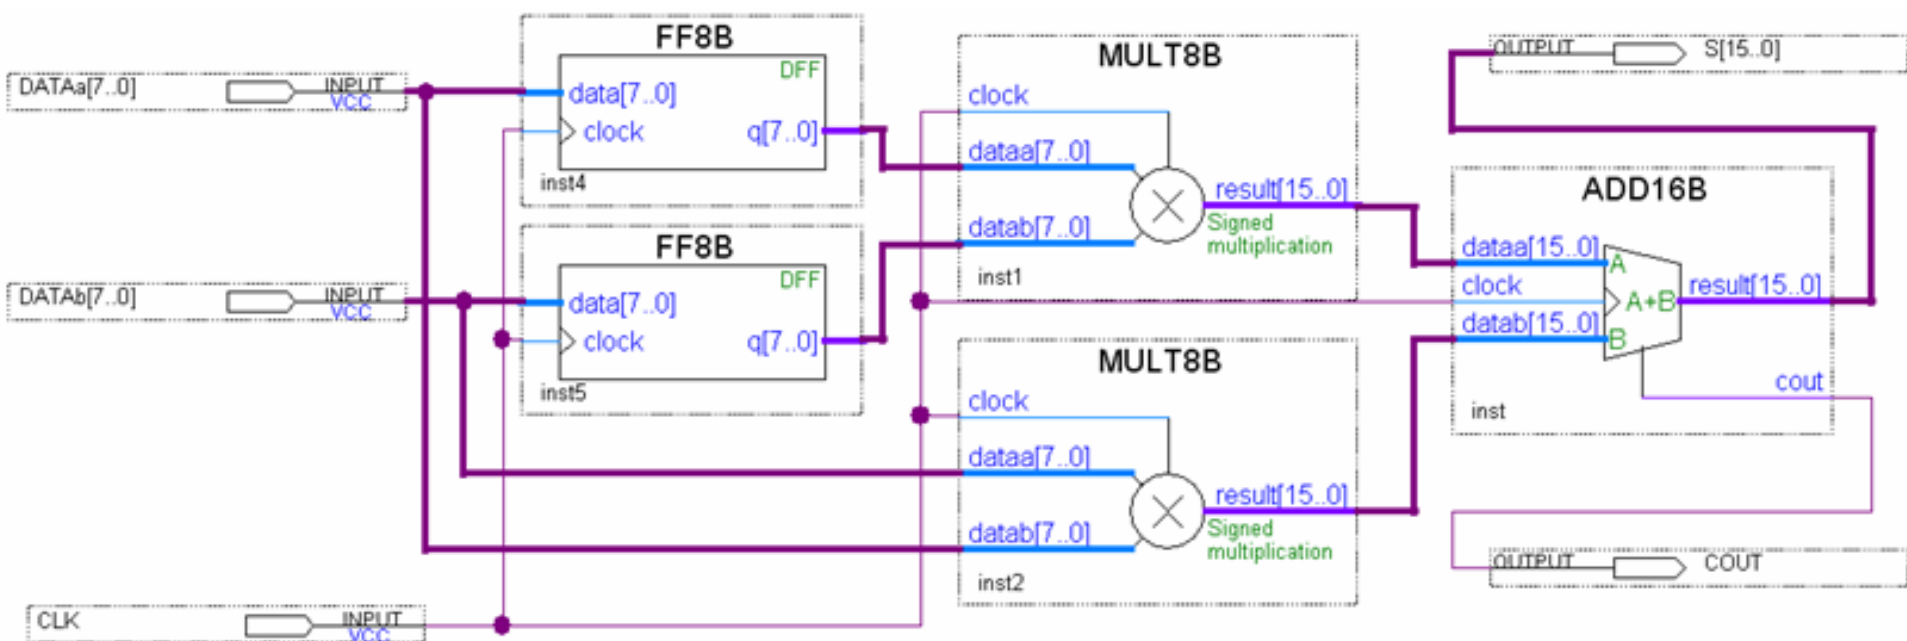 DATAa[7..0]
INPUT
VCC
DATAb[7..0]
INPUT
VCC
CLK
INPUT
VCC
FF8B
DFF
data[7..0]
clock
q[7..0]
inst4
FF8B
DFF
data[7..0]
clock
q[7..0]
inst5
MULT8B
clock
dataa[7..0]
result[15..0]
datab[7..0]
Signed
multiplication
inst1
MULT8B
clock
dataa[7..0]
result[15..0]
datab[7..0]
Signed
multiplication
inst2
OUTPUT
S[15..0]
ADD16B
dataa[15..0]
A
clock
A+B
result[15..0]
datab[15..0]
B
cout
inst
OUTPUT
COUT